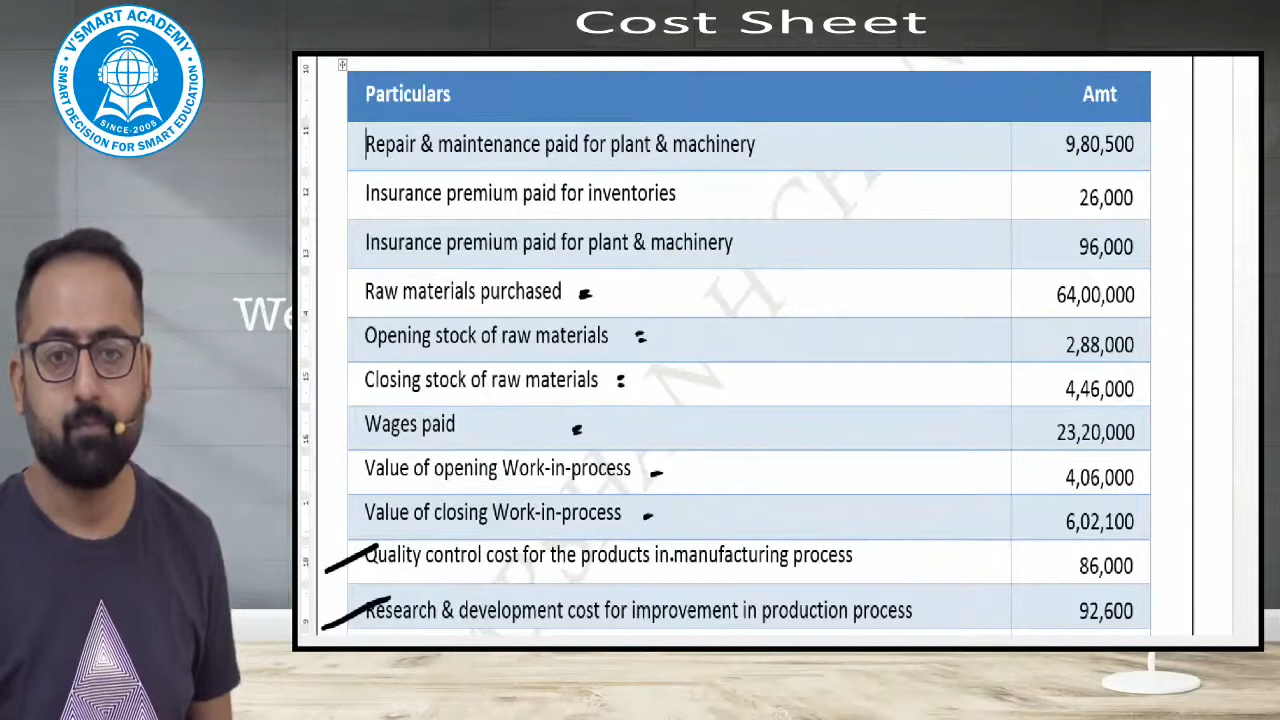 Cost Sheet
V'SMART ACADEMY
SINCE-2005
SMART DECISION FOR SMART EDUCATION
We
Particulars Amt
Repair & maintenance paid for plant & machinery 9,80,500
Insurance premium paid for inventories 26,000
Insurance premium paid for plant & machinery 96,000
Raw materials purchased 64,00,000
Opening stock of raw materials 2,88,000
Closing stock of raw materials 4,46,000
Wages paid 23,20,000
Value of opening Work-in-process 4,06,000
Value of closing Work-in-process 6,02,100
Quality control cost for the products in.manufacturing process 86,000
Research & development cost for improvement in production process 92,600